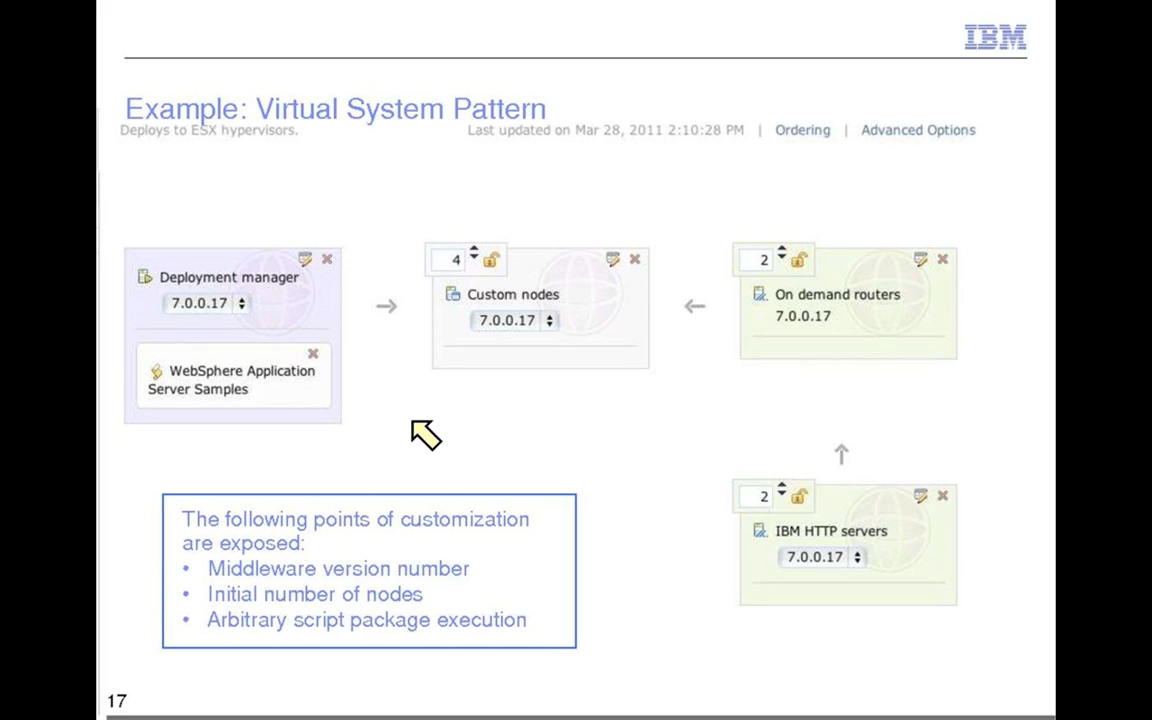 IBM
Example: Virtual System Pattern
Deploys to ESX hypervisors.
Last updated on Mar 28, 2011 2:10:28 PM | Ordering | Advanced Options
Deployment manager
7.0.0.17
WebSphere Application
Server Samples
4
Custom nodes
7.0.0.17
2
On demand routers
7.0.0.17
2
IBM HTTP servers
7.0.0.17
The following points of customization
are exposed:
• Middleware version number
• Initial number of nodes
• Arbitrary script package execution
17